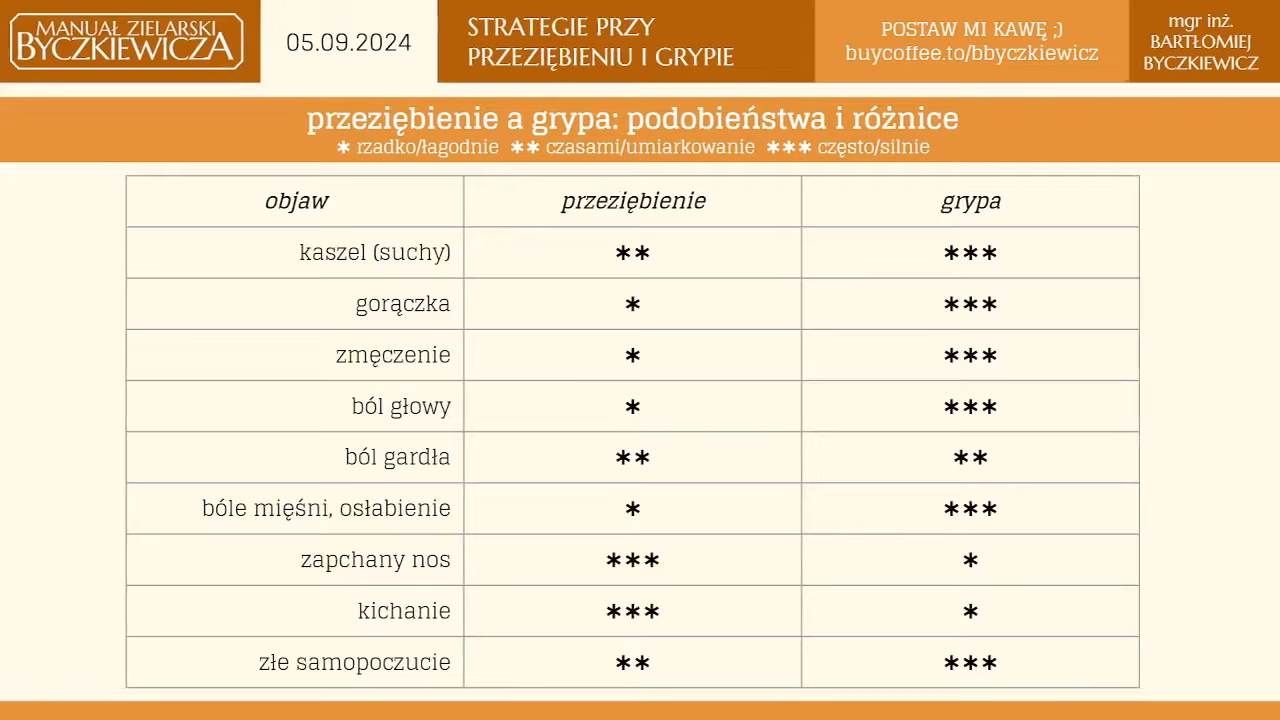 MANUAŁ ZIELARSKI
BYCZKIEWICZA
05.09.2024
STRATEGIE PRZY
PRZEZIĘBIENIU I GRYPIE
POSTAW MI KAWĘ ;)
buycoffee.to/bbyczkiewicz
mgr inż.
BARTŁOMIEJ
BYCZKIEWICZ
przeziębienie a grypa: podobieństwa i różnice
* rzadko/łagodnie ** czasami/umiarkowanie *** często/silnie
objaw przeziębienie grypa
kaszel (suchy) ** ***
gorączka * ***
zmęczenie * ***
ból głowy * ***
ból gardła ** **
bóle mięśni, osłabienie * ***
zapchany nos *** *
kichanie *** *
złe samopoczucie ** ***